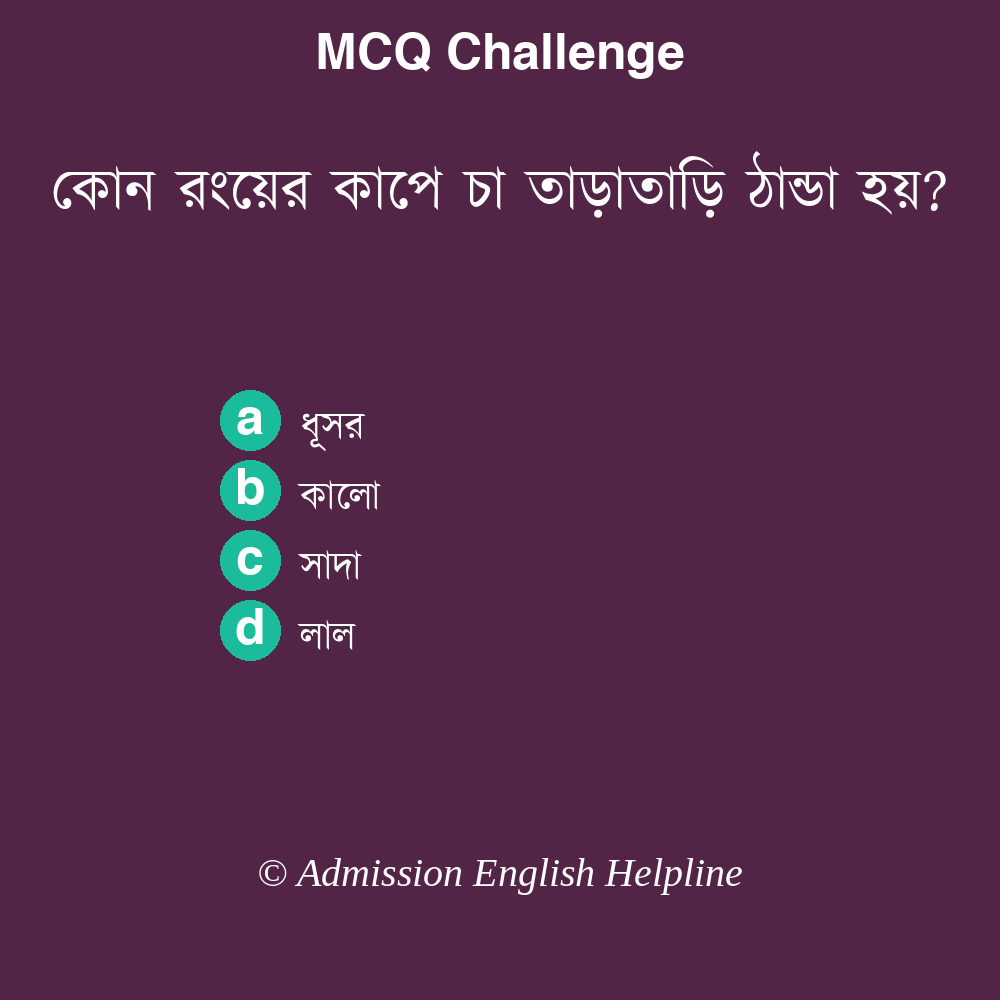 MCQ Challenge
কোন রংয়ের কাপে চা তাড়াতাড়ি ঠান্ডা হয়?
a ধূসর
b কালো
c সাদা
d লাল
© Admission English Helpline